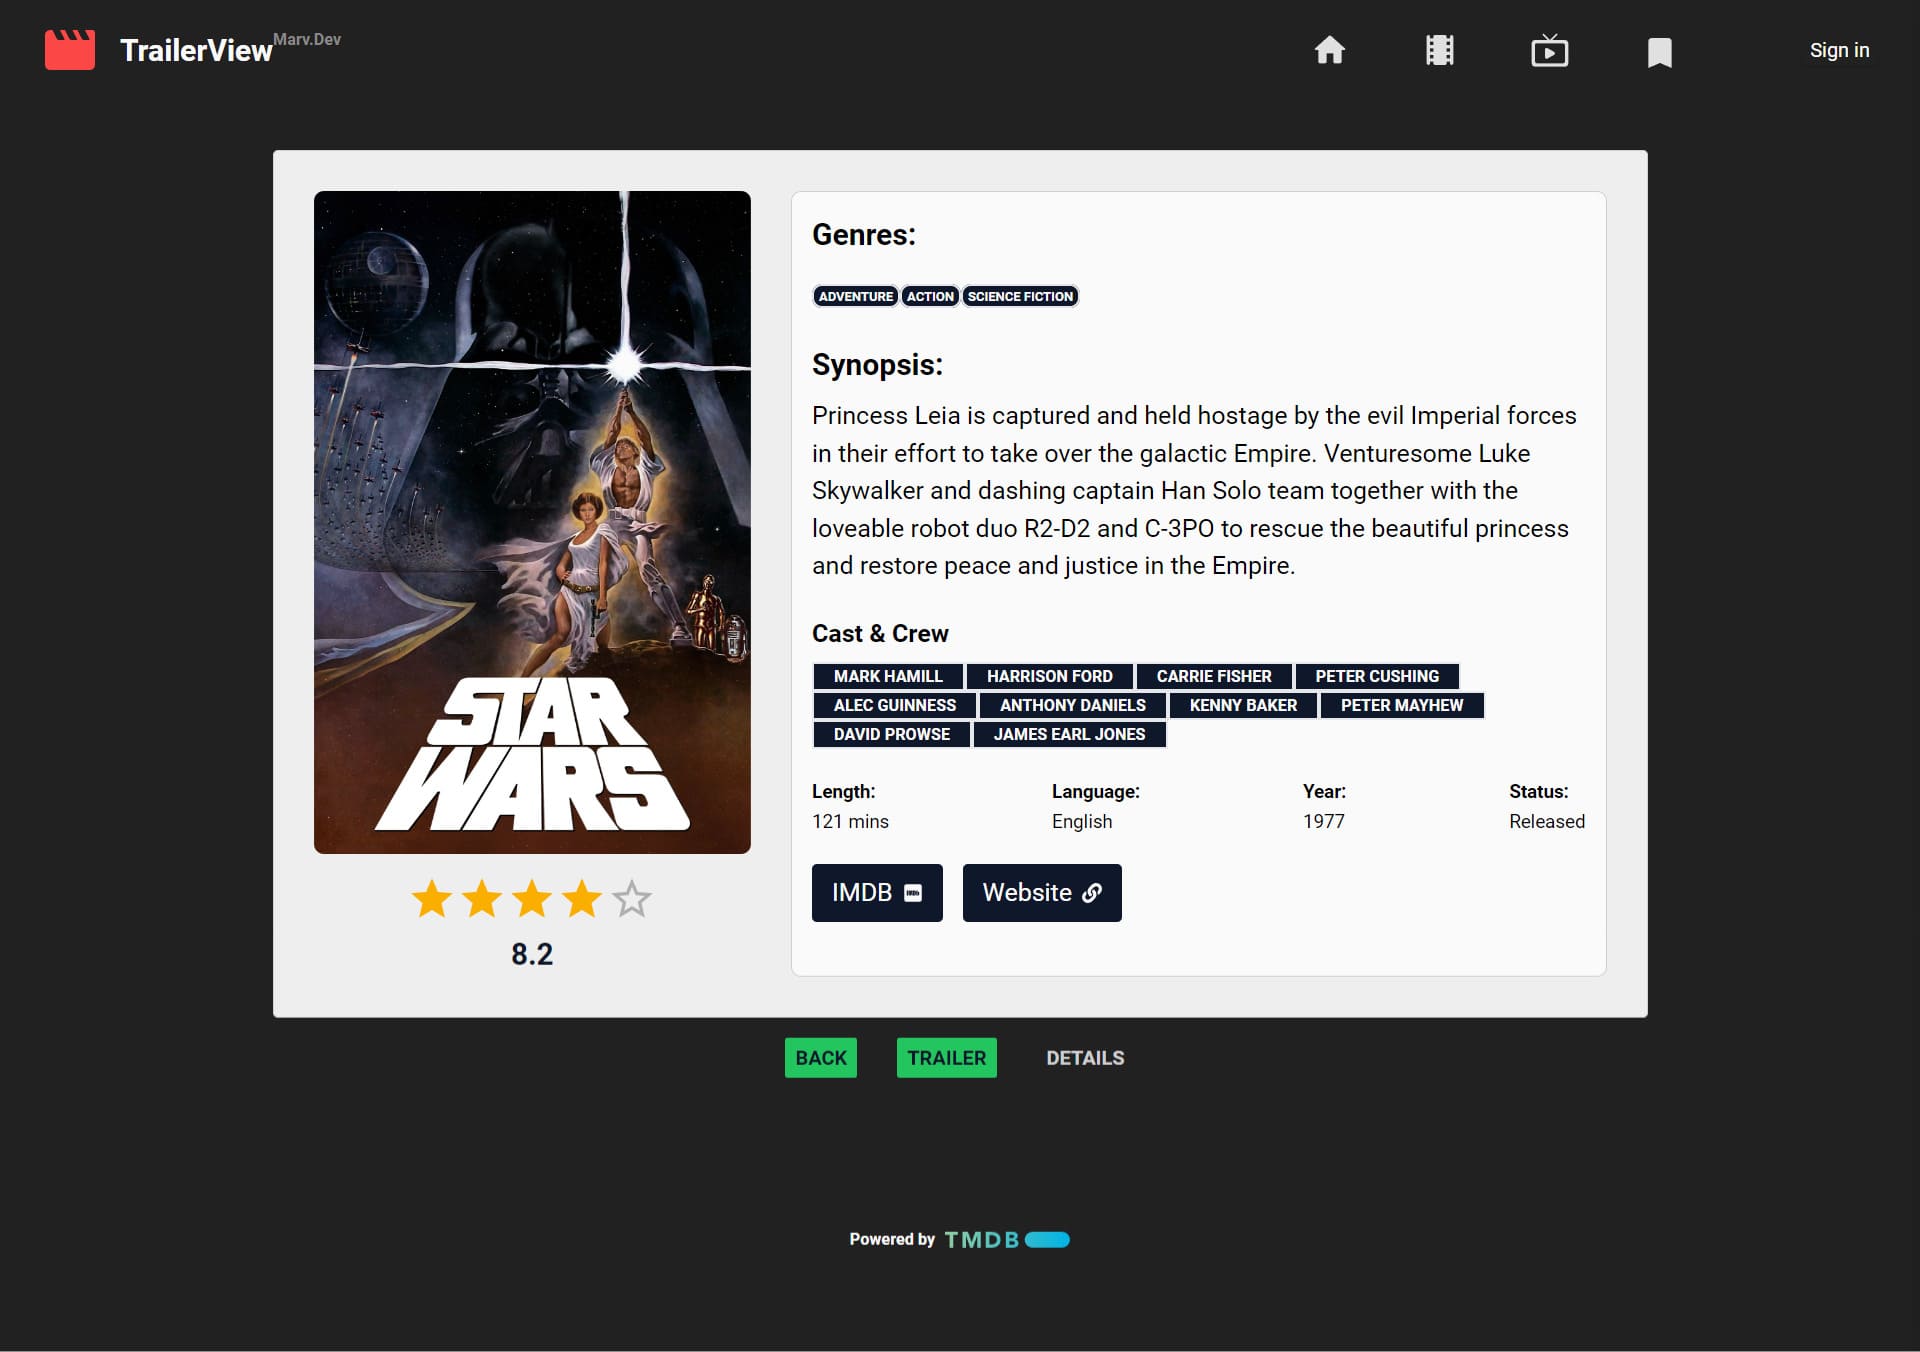 TrailerView Marv.Dev
Sign in
Genres:
ADVENTURE ACTION SCIENCE FICTION
Synopsis:
Princess Leia is captured and held hostage by the evil Imperial forces
in their effort to take over the galactic Empire. Venturesome Luke
Skywalker and dashing captain Han Solo team together with the
loveable robot duo R2-D2 and C-3PO to rescue the beautiful princess
and restore peace and justice in the Empire.
Cast & Crew
MARK HAMILL HARRISON FORD CARRIE FISHER PETER CUSHING
ALEC GUINNESS ANTHONY DANIELS KENNY BAKER PETER MAYHEW
DAVID PROWSE JAMES EARL JONES
Length: Language: Year: Status:
121 mins English 1977 Released
IMDB Website
STAR
WARS
8.2
BACK TRAILER DETAILS
Powered by TMDB